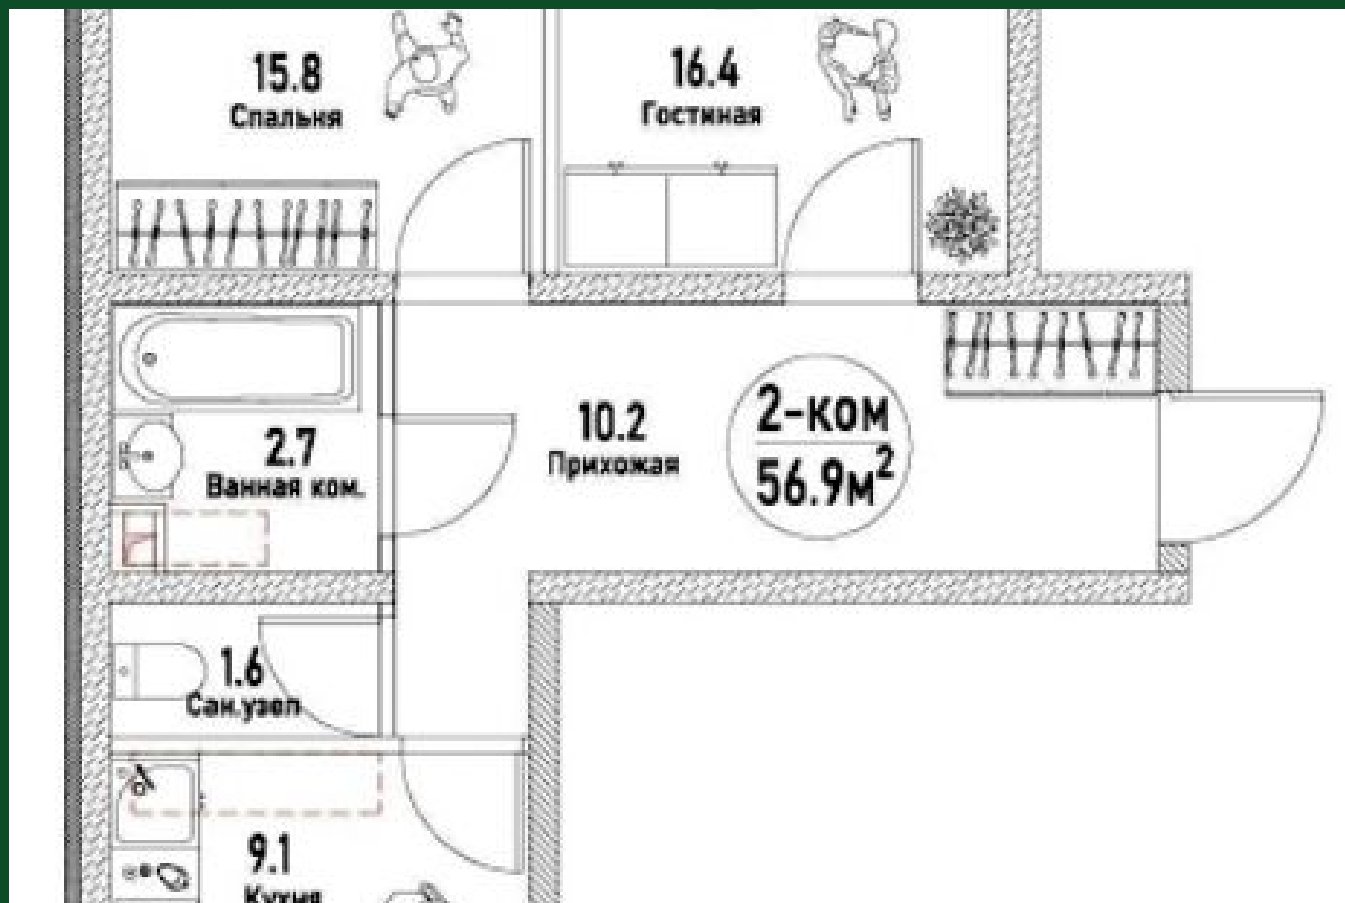 15.8
Спальня
16.4
Гостиная
2.7
Ванная ком.
10.2
Прихожая
2-ком
56.9м²
1.6
Сан.узел
9.1
Кухня